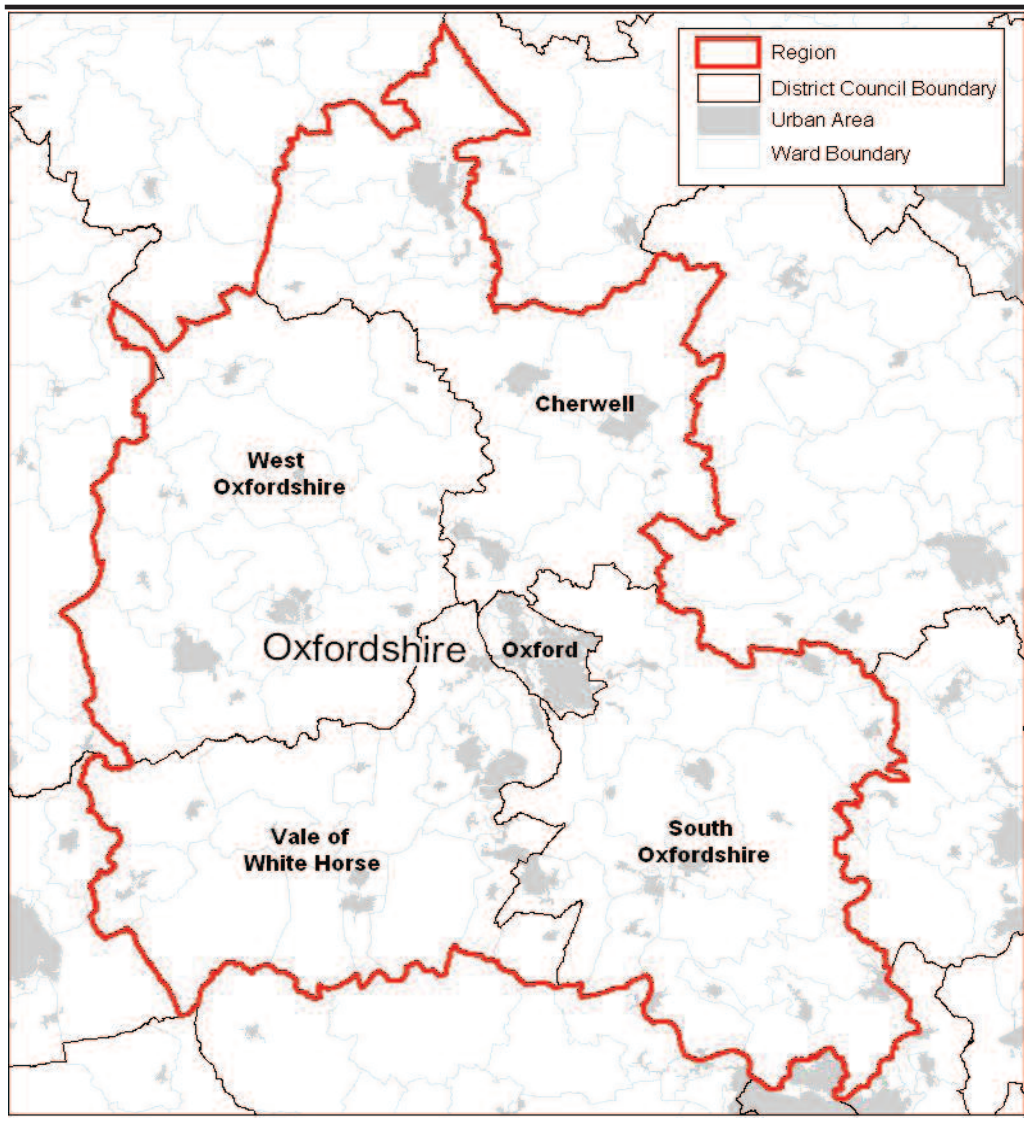 Region
District Council Boundary
Urban Area
Ward Boundary
Cherwell
West
Oxfordshire
Oxfordshire
Oxford
Vale of
White Horse
South
Oxfordshire